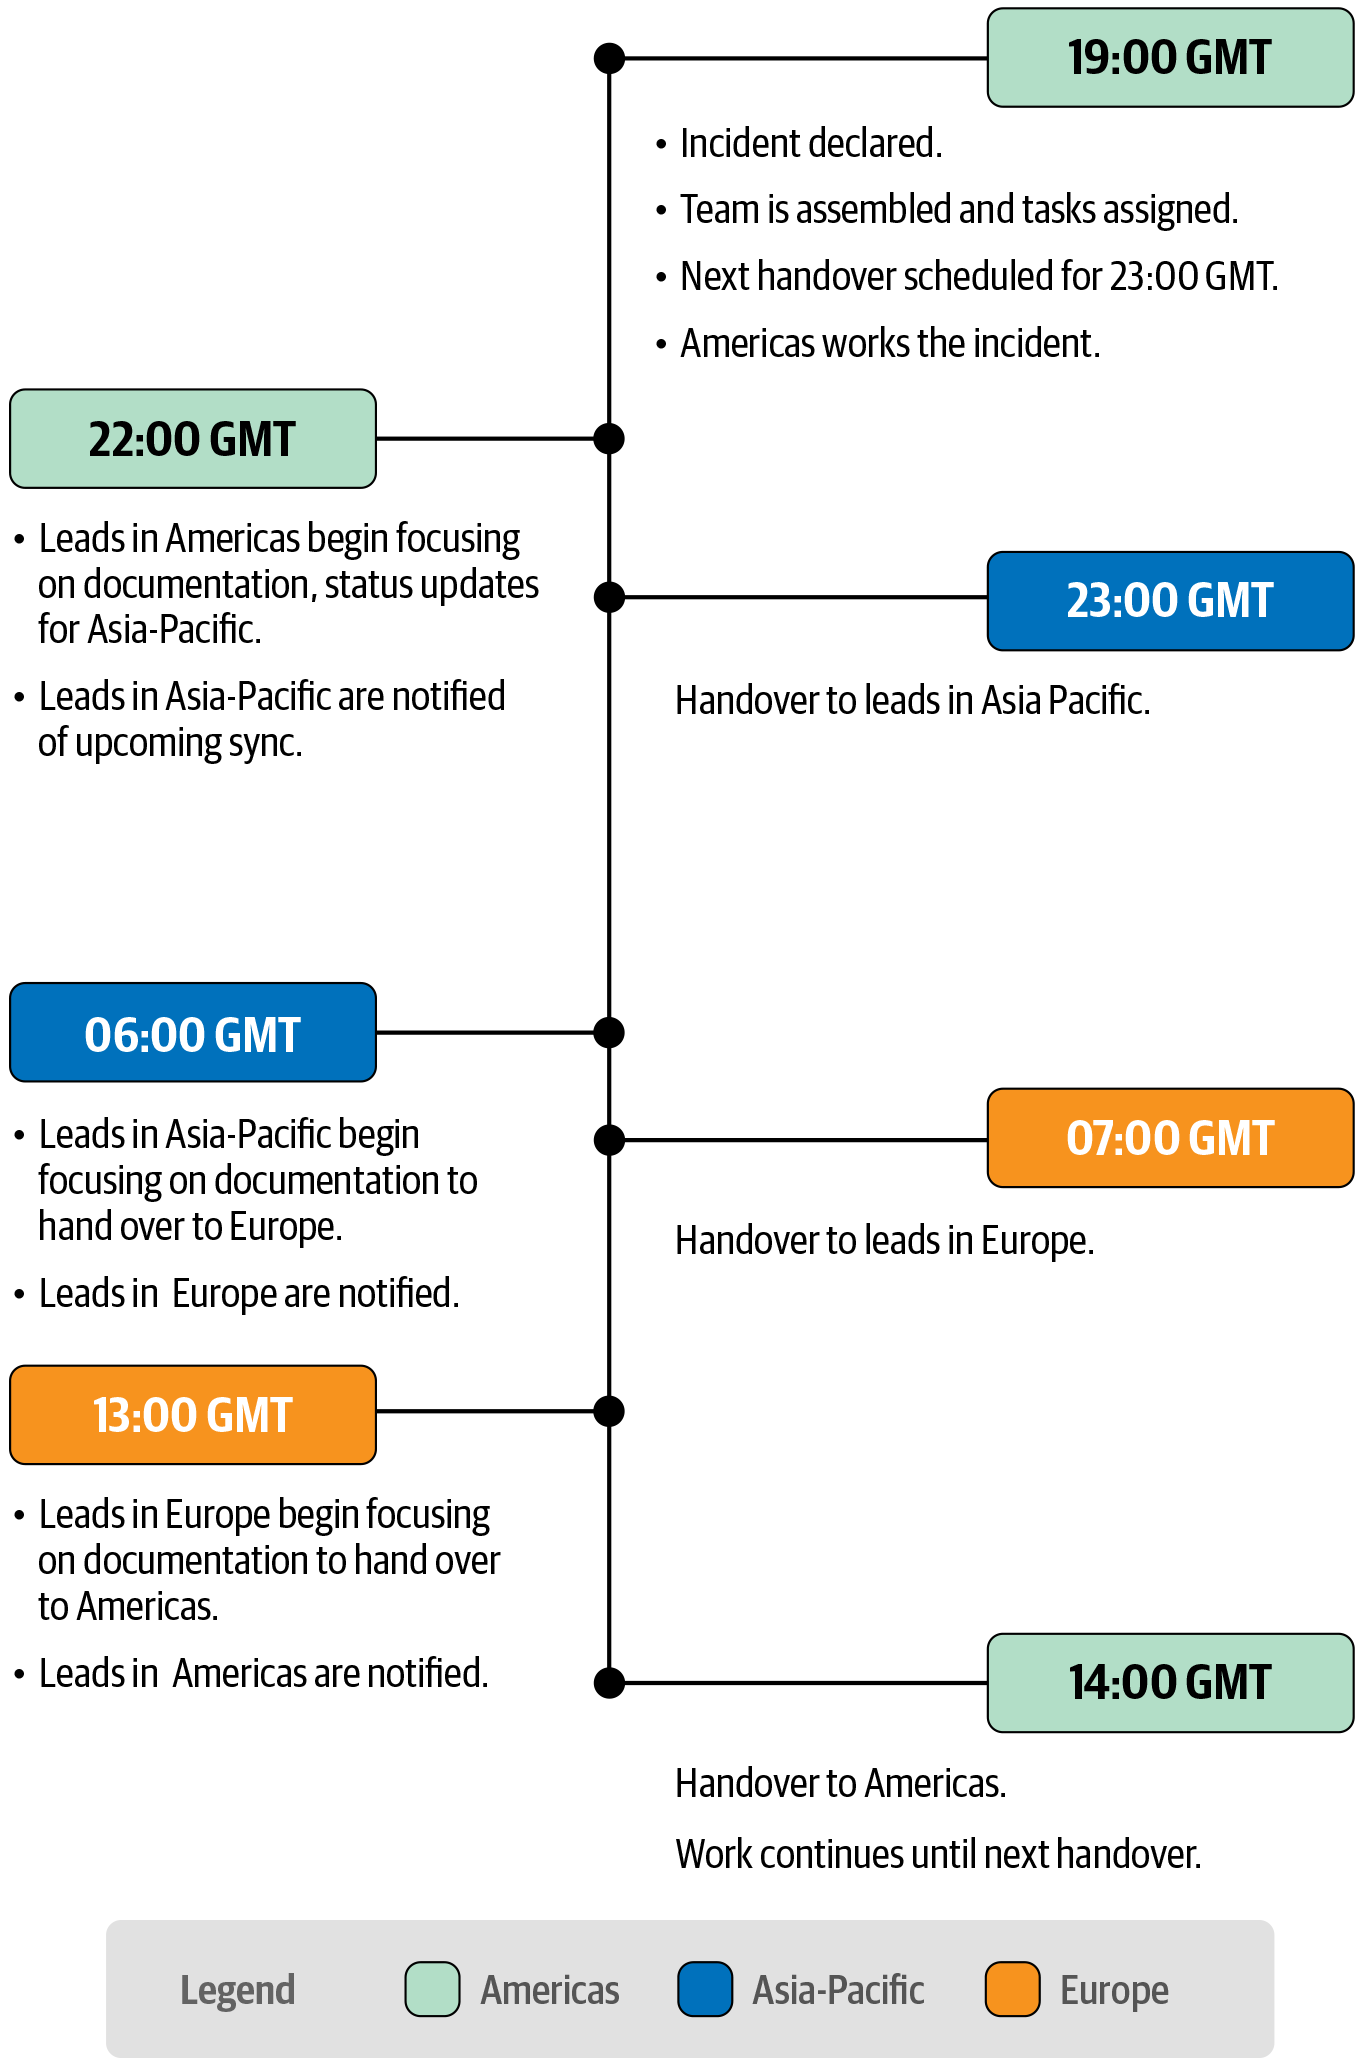 19:00 GMT
• Incident declared.
• Team is assembled and tasks assigned.
• Next handover scheduled for 23:00 GMT.
• Americas works the incident.
22:00 GMT
• Leads in Americas begin focusing
on documentation, status updates
for Asia-Pacific.
• Leads in Asia-Pacific are notified
of upcoming sync.
23:00 GMT
Handover to leads in Asia Pacific.
06:00 GMT
• Leads in Asia-Pacific begin
focusing on documentation to
hand over to Europe.
• Leads in Europe are notified.
07:00 GMT
Handover to leads in Europe.
13:00 GMT
• Leads in Europe begin focusing
on documentation to hand over
to Americas.
• Leads in Americas are notified.
14:00 GMT
Handover to Americas.
Work continues until next handover.
Legend
Americas
Asia-Pacific
Europe